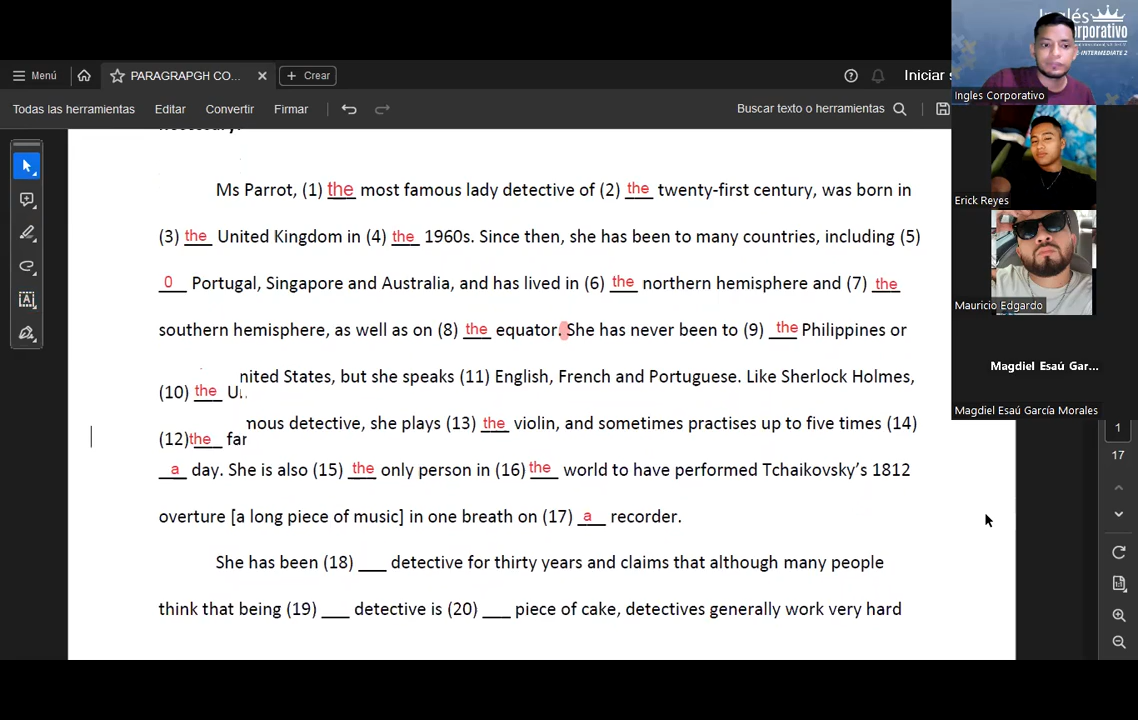 Inglés
Corporativo
INTERMEDIATE 2
Ingles Corporativo
Erick Reyes
Mauricio Edgardo
Magdiel Esaú Gar...
Magdiel Esaú García Morales
Menú
PARAGRAPGH CO...
Crear
Iniciar s
Todas las herramientas
Editar
Convertir
Firmar
Buscar texto o herramientas
necessary.
Ms Parrot, (1) the most famous lady detective of (2) the twenty-first century, was born in
(3) the United Kingdom in (4) the 1960s. Since then, she has been to many countries, including (5)
0 Portugal, Singapore and Australia, and has lived in (6) the northern hemisphere and (7) the
southern hemisphere, as well as on (8) the equator. She has never been to (9) the Philippines or
(10) the United States, but she speaks (11) English, French and Portuguese. Like Sherlock Holmes,
(12) the famous detective, she plays (13) the violin, and sometimes practises up to five times (14)
a day. She is also (15) the only person in (16) the world to have performed Tchaikovsky's 1812
overture [a long piece of music] in one breath on (17) a recorder.
She has been (18) ___ detective for thirty years and claims that although many people
think that being (19) ___ detective is (20) ___ piece of cake, detectives generally work very hard
1
17